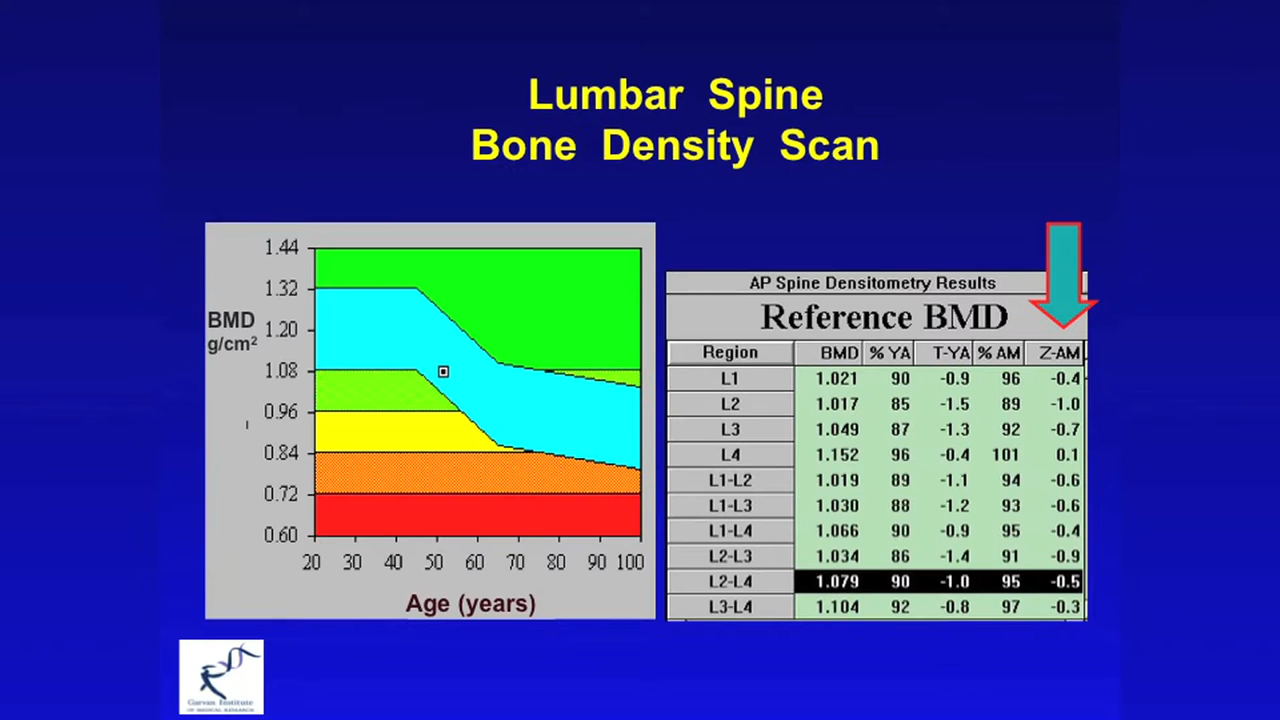 Lumbar Spine
Bone Density Scan
BMD
g/cm²
1.44
1.32
1.20
1.08
0.96
0.84
0.72
0.60
20 30 40 50 60 70 80 90 100
Age (years)
AP Spine Densitometry Results
Reference BMD
Region BMD % YA T-YA % AM Z-AM
L1 1.021 90 -0.9 96 -0.4
L2 1.017 85 -1.5 89 -1.0
L3 1.049 87 -1.3 92 -0.7
L4 1.152 96 -0.4 101 0.1
L1-L2 1.019 89 -1.1 94 -0.6
L1-L3 1.030 88 -1.2 93 -0.6
L1-L4 1.066 90 -0.9 95 -0.4
L2-L3 1.034 86 -1.4 91 -0.9
L2-L4 1.079 90 -1.0 95 -0.5
L3-L4 1.104 92 -0.8 97 -0.3
Garvan Institute
OF MEDICAL RESEARCH